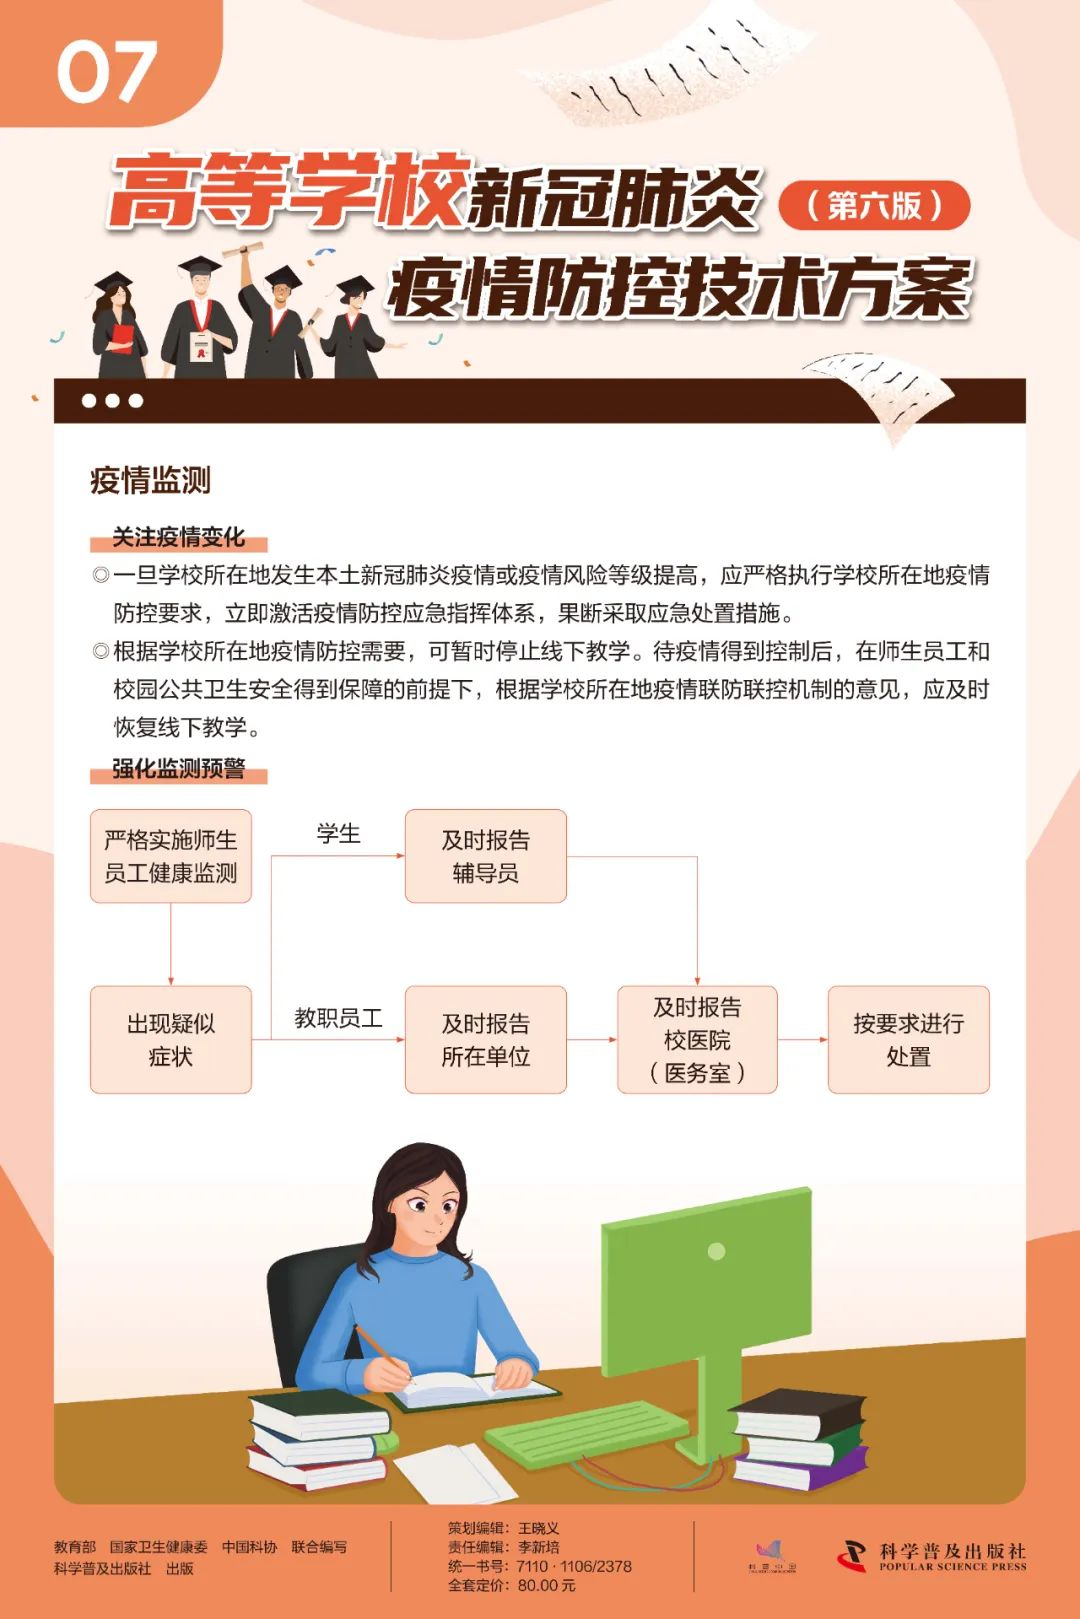 07
高等学校新冠肺炎（第六版）
疫情防控技术方案
疫情监测
关注疫情变化
◎一旦学校所在地发生本土新冠肺炎疫情或疫情风险等级提高，应严格执行学校所在地疫情
防控要求，立即激活疫情防控应急指挥体系，果断采取应急处置措施。
◎根据学校所在地疫情防控需要，可暂时停止线下教学。待疫情得到控制后，在师生员工和
校园公共卫生安全得到保障的前提下，根据学校所在地疫情联防联控机制的意见，应及时
恢复线下教学。
强化监测预警
严格实施师生
员工健康监测
学生
及时报告
辅导员
出现疑似
症状
教职员工
及时报告
所在单位
及时报告
校医院
（医务室）
按要求进行
处置
教育部 国家卫生健康委 中国科协 联合编写
科学普及出版社 出版
策划编辑：王晓义
责任编辑：李新培
统一书号：7110·1106/2378
全套定价：80.00 元
科普中国
科学普及出版社
POPULAR SCIENCE PRESS